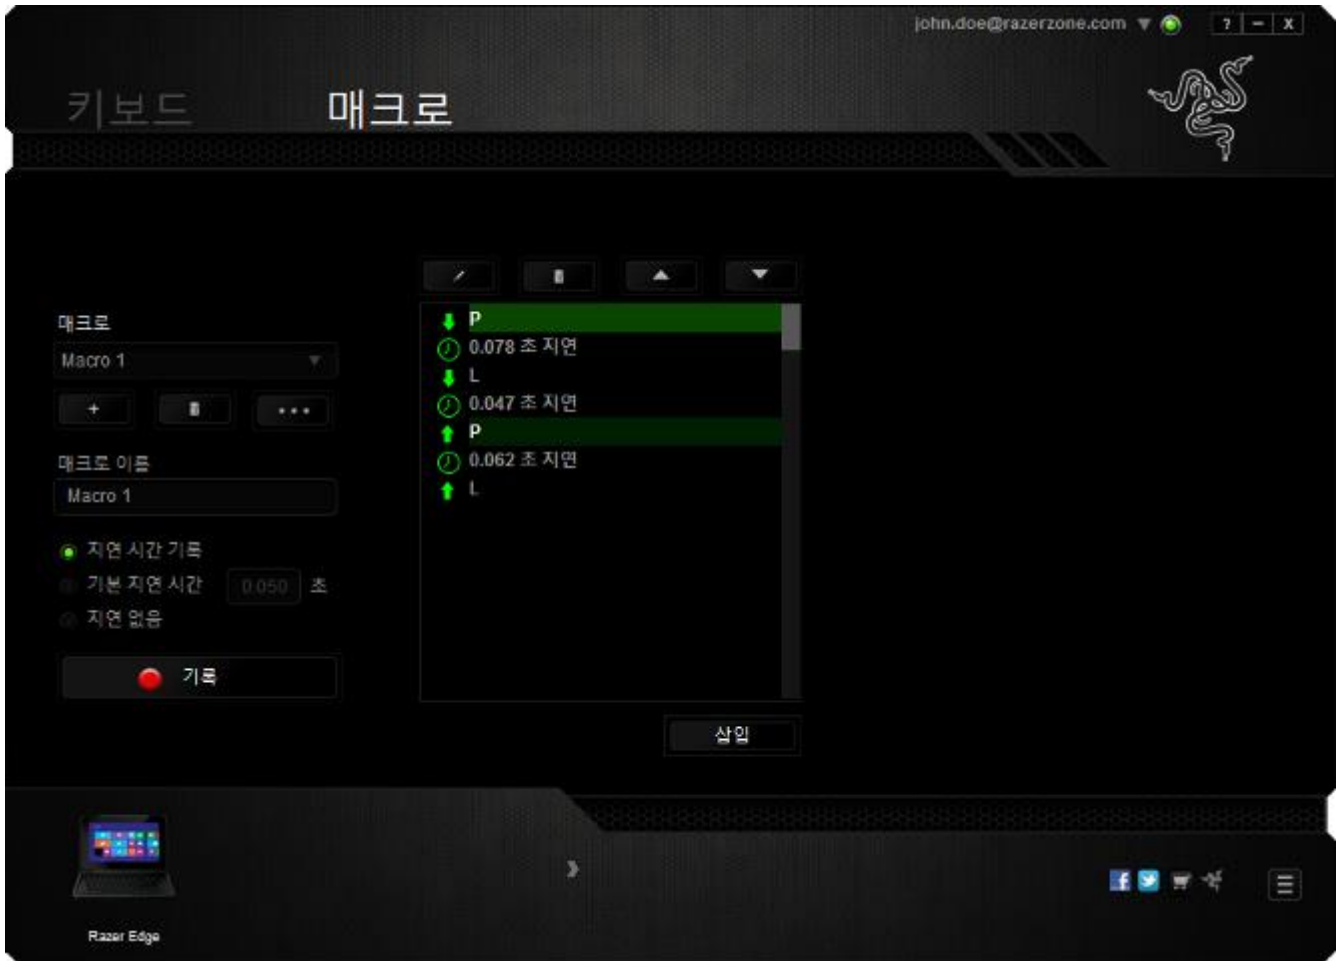 john.doe@razerzone.com
? - X
키보드 매크로
매크로
Macro 1
+ •••
매크로 이름
Macro 1
지연 시간 기록
기본 지연 시간 0.050 초
지연 없음
기록
P
0.078 초 지연
L
0.047 초 지연
P
0.062 초 지연
L
삽입
Razer Edge